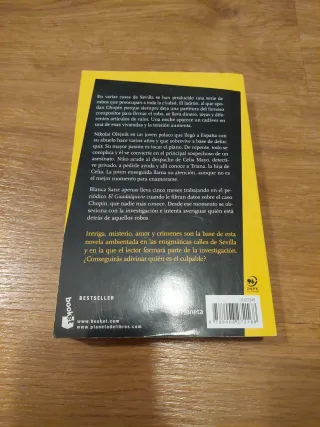 En varias casas de Sevilla se han producido una serie de
robos que preocupan a toda la ciudad. El ladrón, al que apo-
dan Chopin porque siempre deja una partitura del famoso
compositor para firmar el robo, se lleva dinero, joyas y dife-
rentes artículos de valor. Una noche aparece un cadáver en
una de esas viviendas y la tensión aumenta.
Nikolai Olejnik es un joven polaco que llegó a España con
su abuelo hace varios años y que sobrevive a base de delin-
quir. Su mayor pasión es tocar el piano. De repente, todo se
complica y él se convierte en el principal sospechoso de un
asesinato. Niko acude al despacho de Celia Mayo, detecti-
ve privado, a pedirle ayuda y allí conoce a Triana, la hija de
Celia. La joven enseguida llama su atención, aunque no es
el mejor momento para enamorarse.
Blanca Sanz apenas lleva cinco meses trabajando en el pe-
riódico El Guadalquivir cuando le filtran datos sobre el caso
Chopin, que nadie más conoce. Desde ese momento se ob-
sesiona con la investigación e intenta averiguar quién está
detrás de aquellos robos.
Intriga, misterio, amor y crímenes son la base de esta
novela ambientada en las enigmáticas calles de Sevilla
y en la que el lector formará parte de la investigación.
¿Conseguirás adivinar quién es el culpable?
BESTSELLER
booket
www.booket.com
www.planetadelibros.com
Planeta